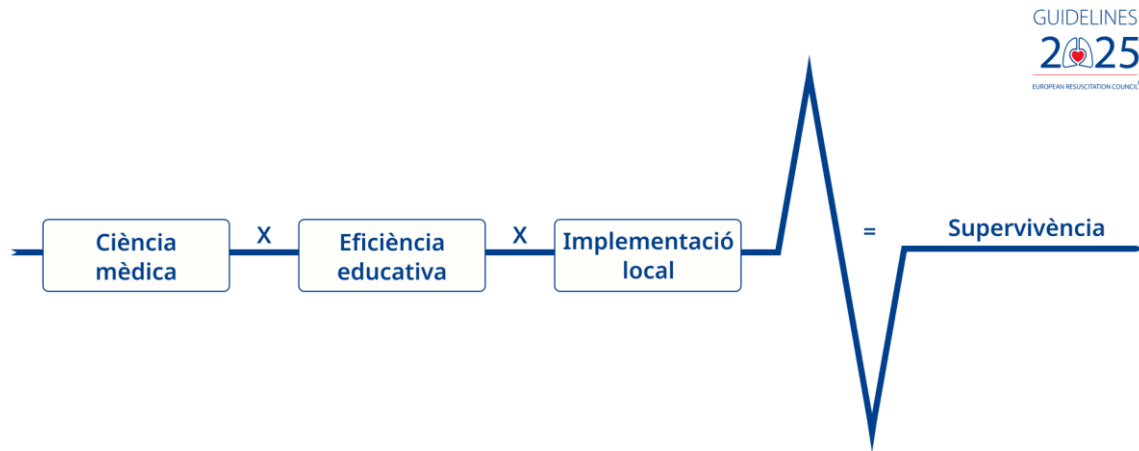 GUIDELINES
2025
EUROPEAN RESUSCITATION COUNCIL
Ciència
mèdica
X
Eficiència
educativa
X
Implementació
local
=
Supervivència